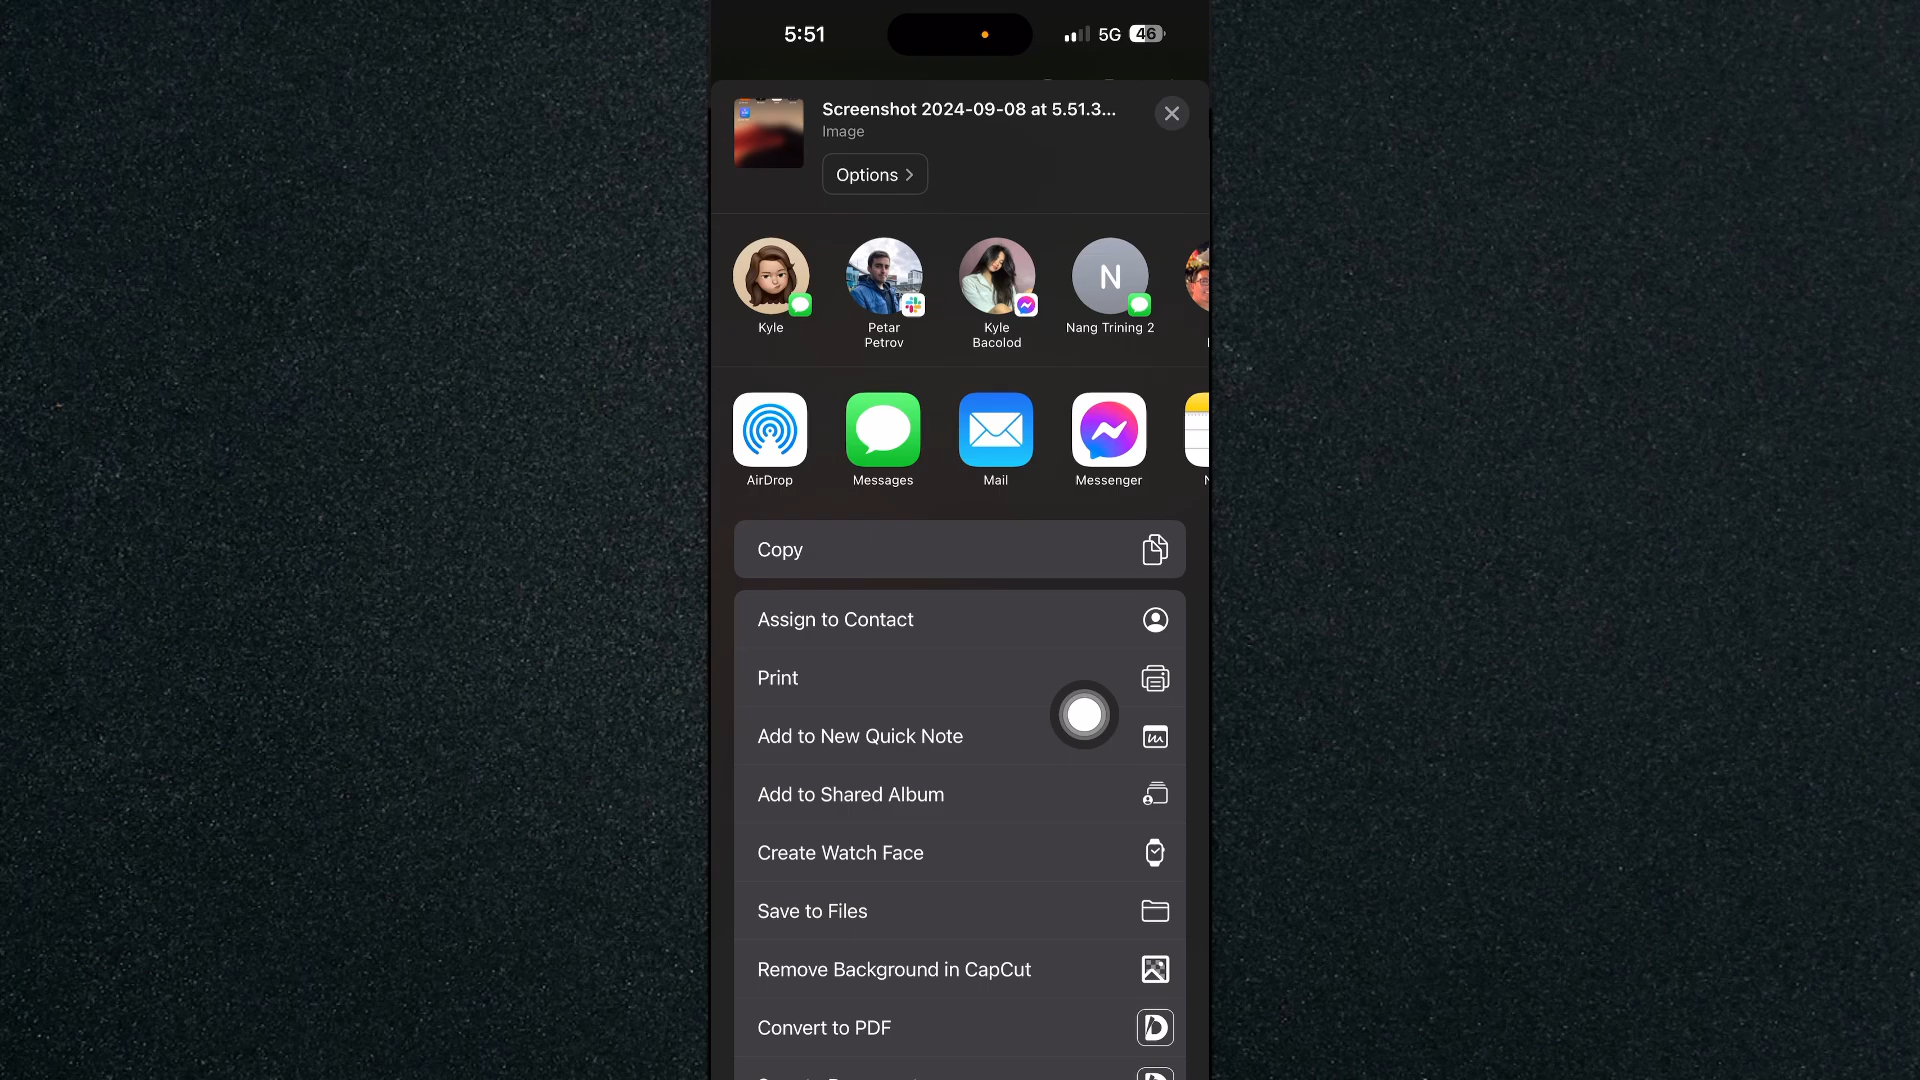 5:51
5G 46
Screenshot 2024-09-08 at 5.51.3...
Image
Options
N
Kyle
Petar
Petrov
Kyle
Bacolod
Nang Trining 2
AirDrop
Messages
Mail
Messenger
Copy
Assign to Contact
Print
Add to New Quick Note
Add to Shared Album
Create Watch Face
Save to Files
Remove Background in CapCut
Convert to PDF